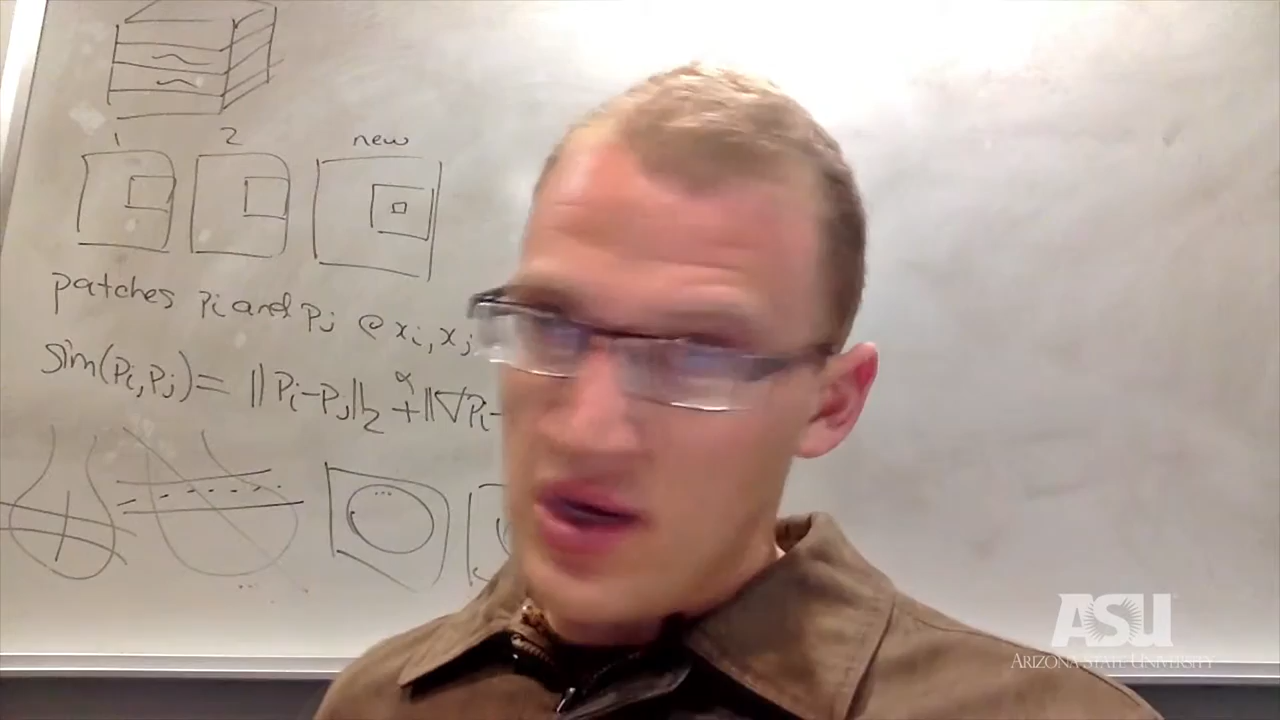 1 2 new
patches Pi and Pj @ xi, xj
sim(Pi,Pj) = ||Pi-Pj||2 + α||∇Pi-
...
...
ASU
ARIZONA STATE UNIVERSITY